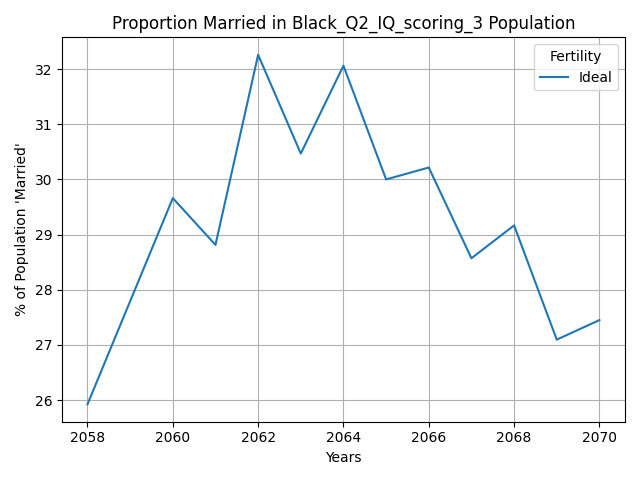 Proportion Married in Black_Q2_IQ_scoring_3 Population
Fertility
Ideal
% of Population 'Married'
32
31
30
29
28
27
26
2058 2060 2062 2064 2066 2068 2070
Years